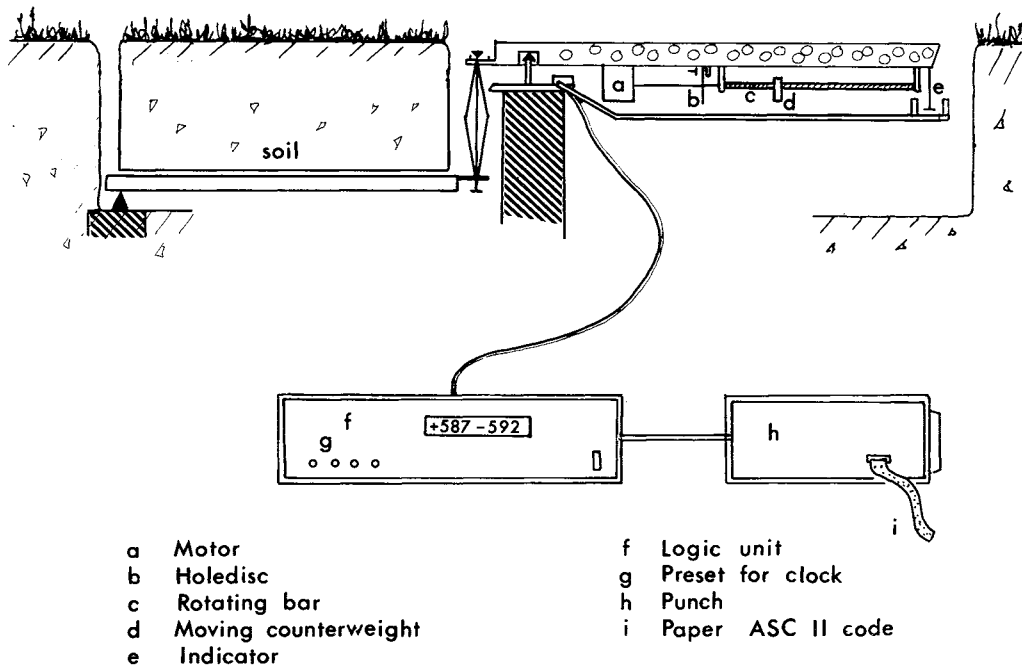 soil
a
b
c
d
e
f
g
+587 -592
h
i
a Motor
b Holedisc
c Rotating bar
d Moving counterweight
e Indicator
f Logic unit
g Preset for clock
h Punch
i Paper ASC II code